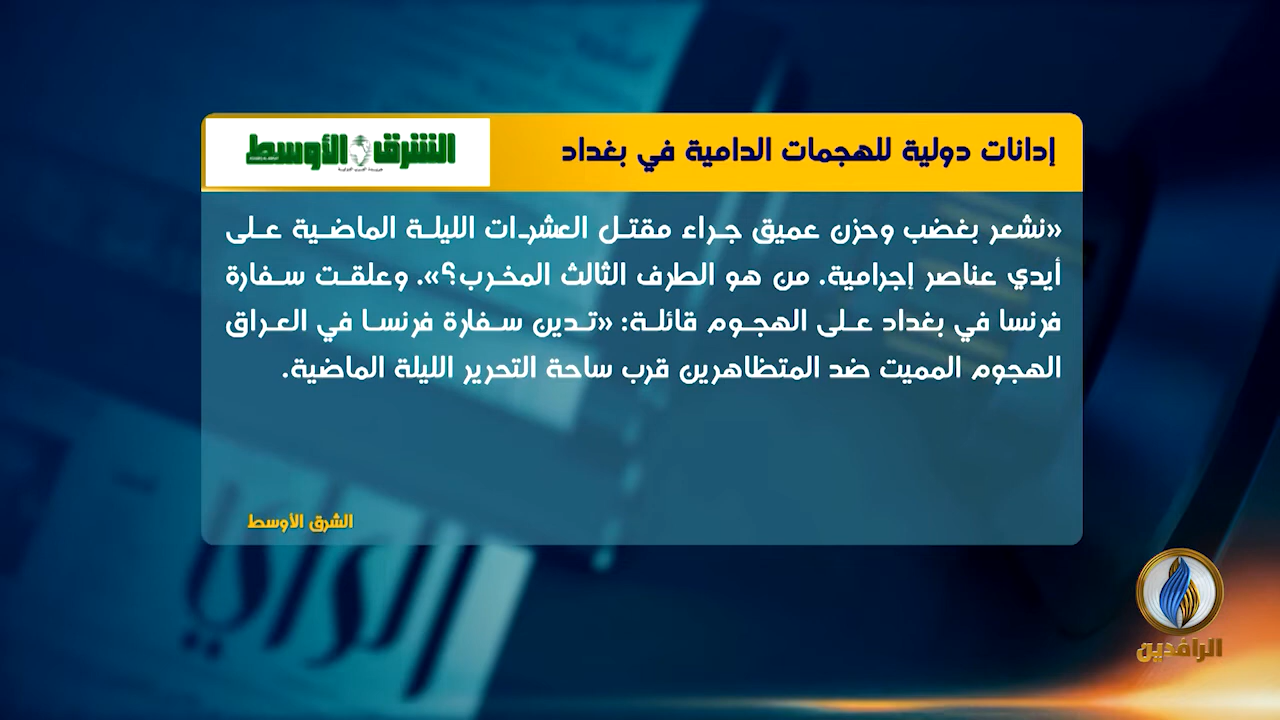 إدانات دولية للهجمات الدامية في بغداد
الشرق الأوسط
«نشعر بغضب وحزن عميق جراء مقتل العشرات الليلة الماضية على
أيدي عناصر إجرامية. من هو الطرف الثالث المخرب؟». وعلقت سفارة
فرنسا في بغداد على الهجوم قائلة: «تدين سفارة فرنسا في العراق
الهجوم المميت ضد المتظاهرين قرب ساحة التحرير الليلة الماضية.
الشرق الأوسط
الرأي
الرافدين